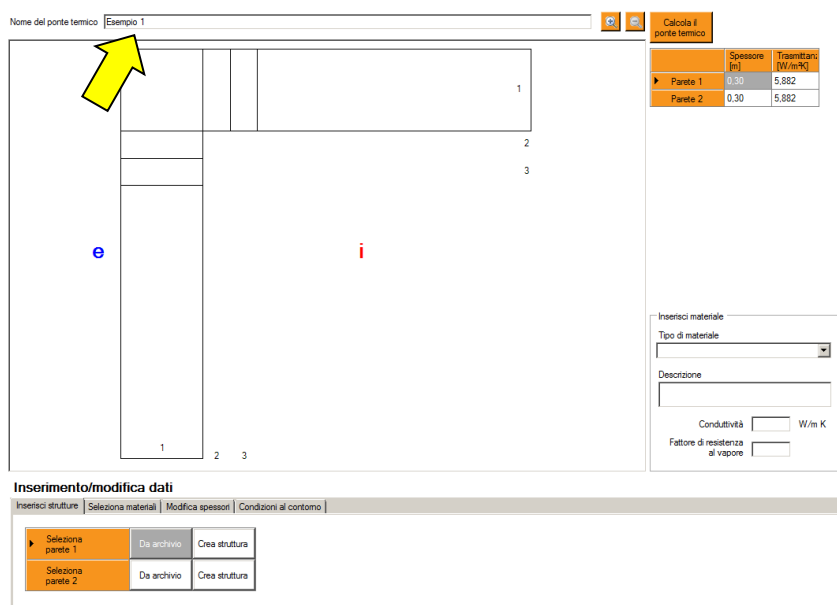 Nome del ponte termico Esempio 1
Calcola il
ponte termico
Spessore
[m]
Trasmittanz
[W/m²K]
Parete 1 0,30 5,882
Parete 2 0,30 5,882
1
2
3
e
i
1 2 3
Inserisci materiale
Tipo di materiale
Descrizione
Conduttività W/m K
Fattore di resistenza
al vapore
Inserimento/modifica dati
Inserisci strutture Seleziona materiali Modifica spessori Condizioni al contorno
Seleziona
parete 1
Da archivio Crea struttura
Seleziona
parete 2
Da archivio Crea struttura